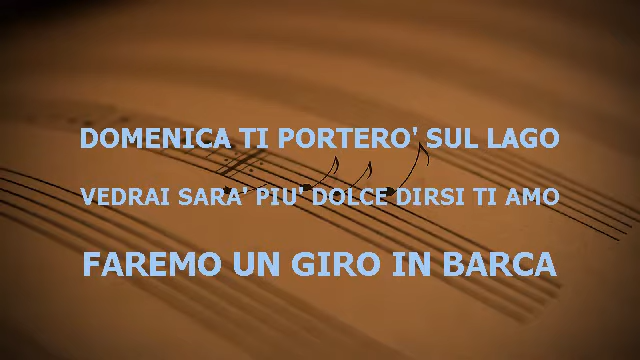 DOMENICA TI PORTERO' SUL LAGO
VEDRAI SARA' PIU' DOLCE DIRSI TI AMO
FAREMO UN GIRO IN BARCA